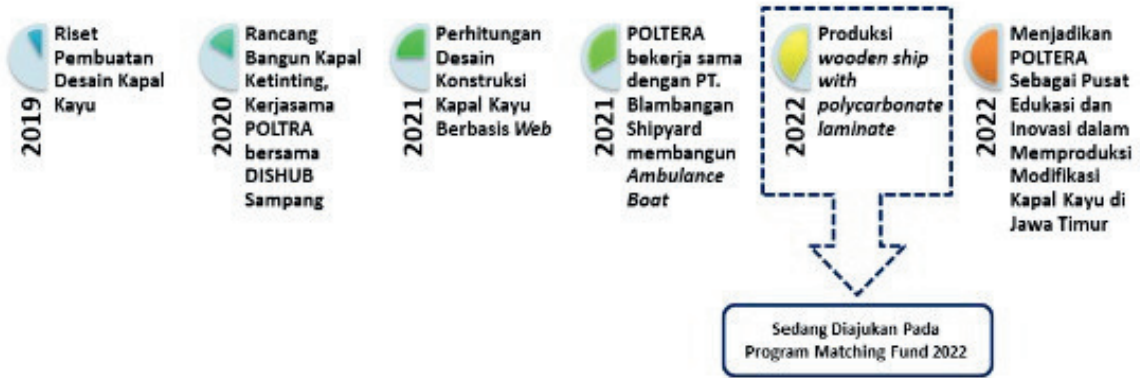 2019
Riset
Pembuatan
Desain Kapal
Kayu
2020
Rancang
Bangun Kapal
Ketinting,
Kerjasama
POLTRA
bersama
DISHUB
Sampang
2021
Perhitungan
Desain
Konstruksi
Kapal Kayu
Berbasis Web
2021
POLTERA
bekerja sama
dengan PT.
Blambangan
Shipyard
membangun
Ambulance
Boat
2022
Produksi
wooden ship
with
polycarbonate
laminate
2022
Menjadikan
POLTERA
Sebagai Pusat
Edukasi dan
Inovasi dalam
Memproduksi
Modifikasi
Kapal Kayu di
Jawa Timur
Sedang Diajukan Pada
Program Matching Fund 2022